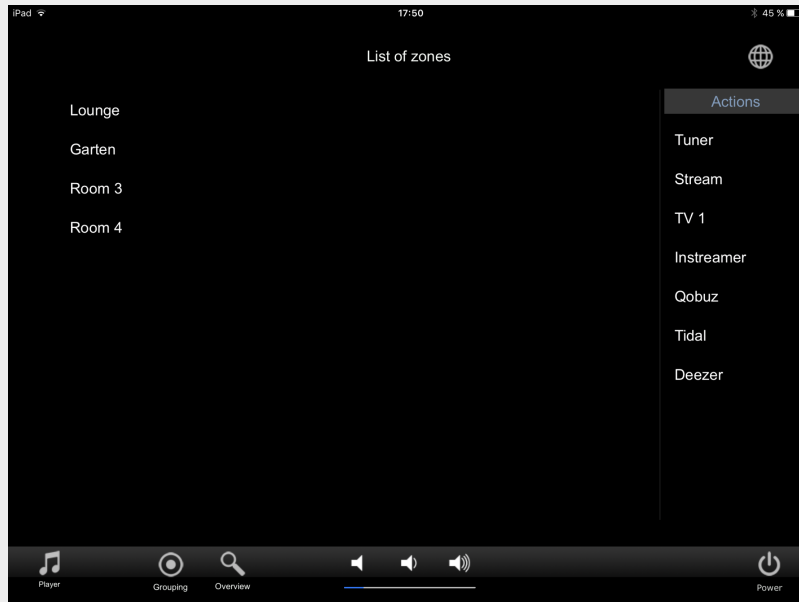 iPad 17:50 45 %
List of zones
Lounge
Garten
Room 3
Room 4
Actions
Tuner
Stream
TV 1
Instreamer
Qobuz
Tidal
Deezer
Player Grouping Overview Power